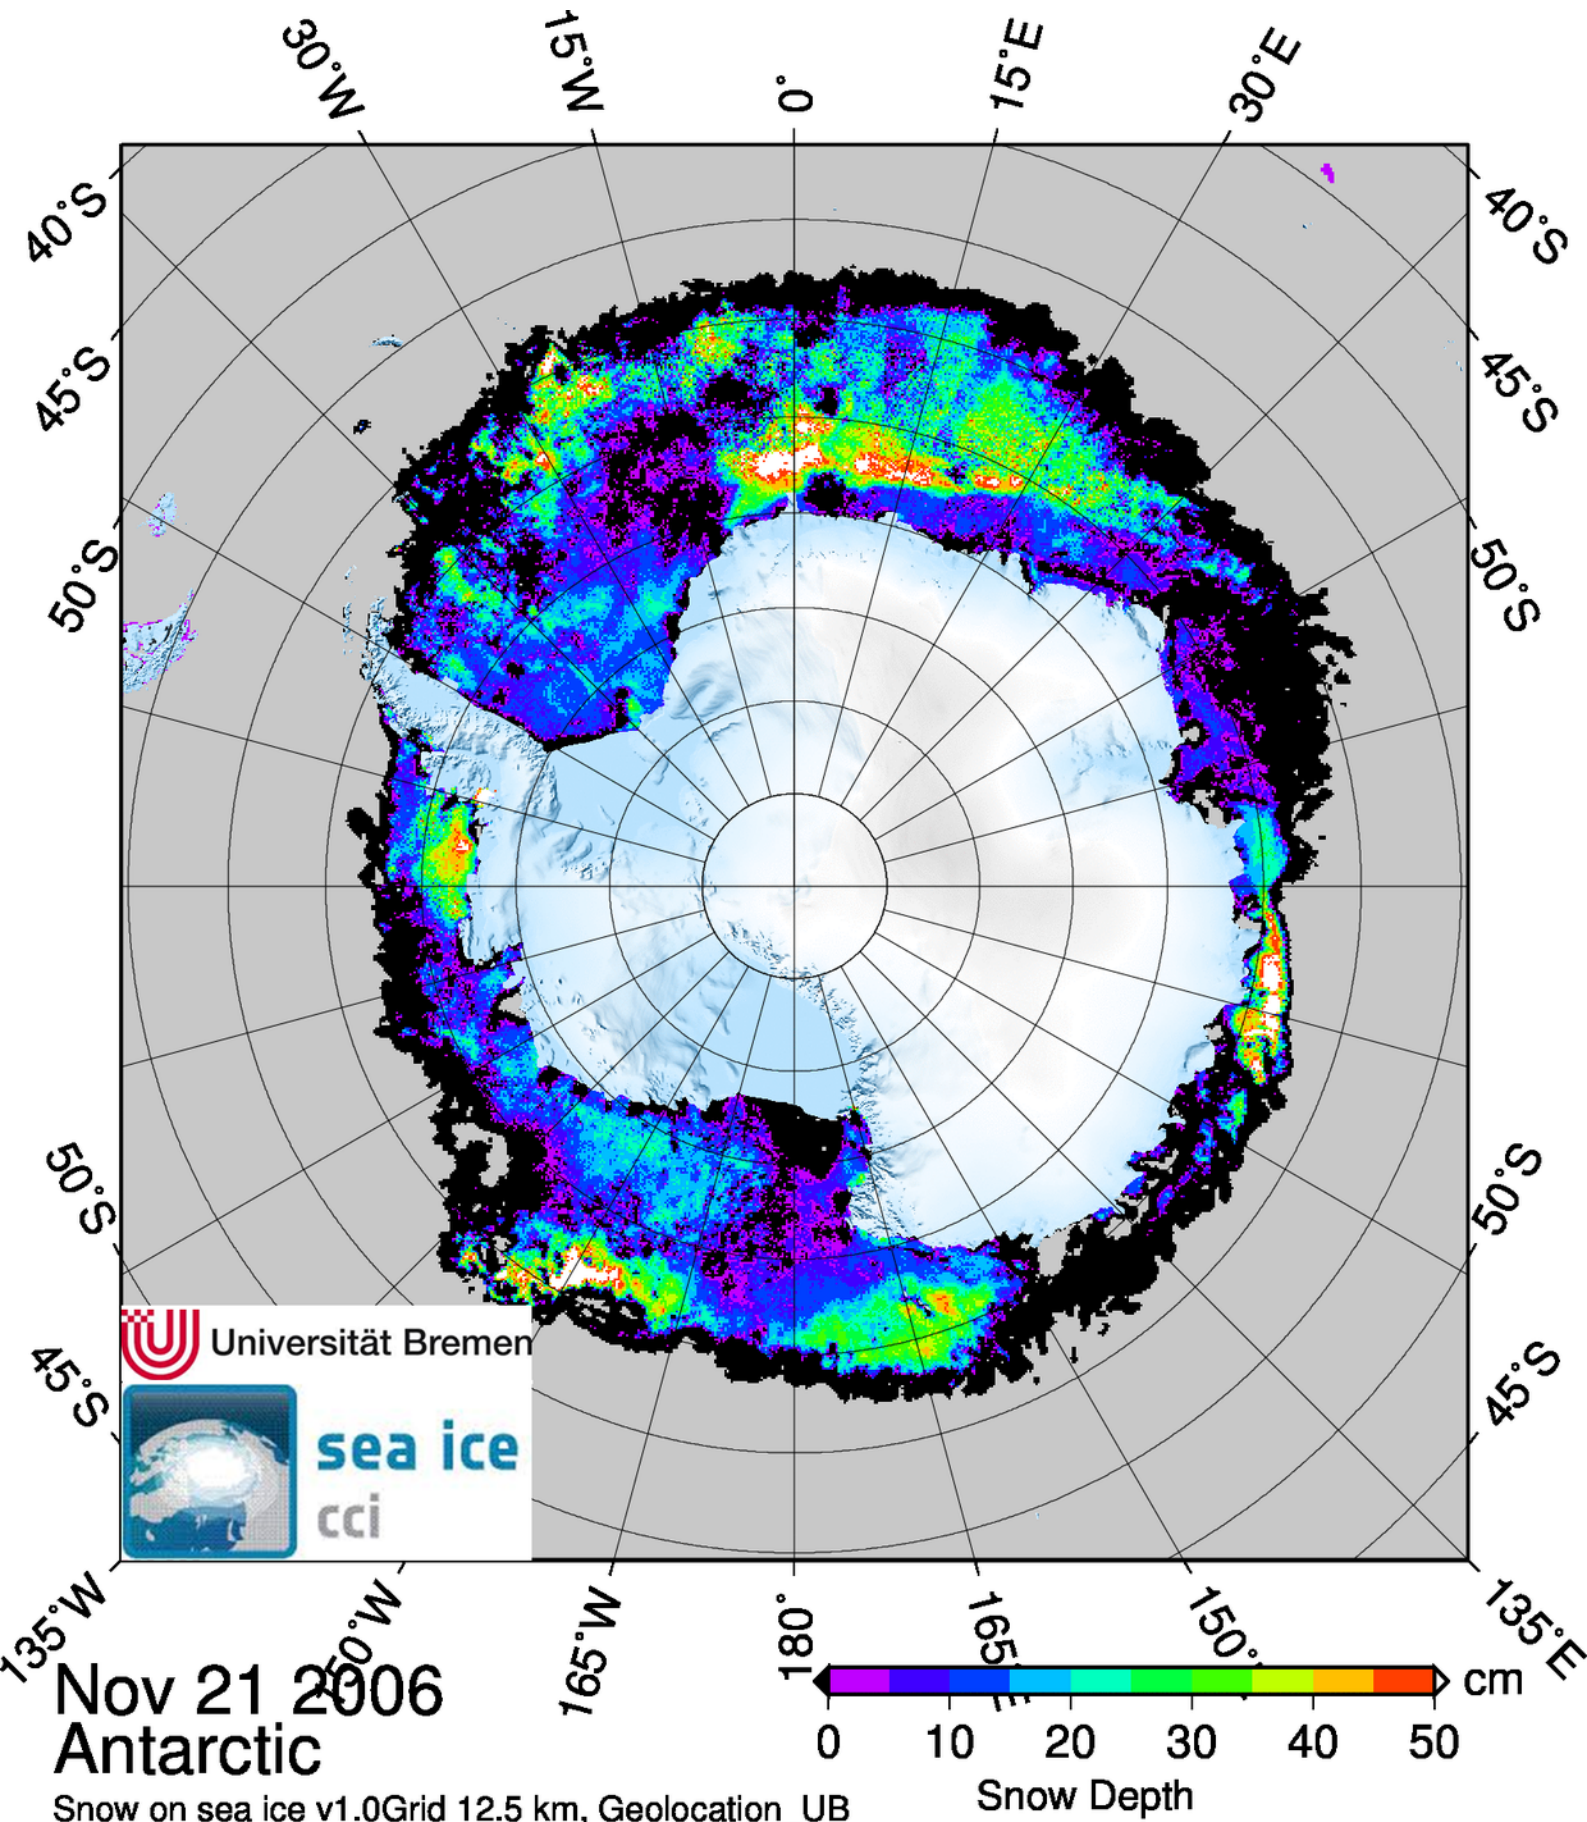 30°W 15°W 0° 15°E 30°E
40°S 40°S
45°S 45°S
50°S 50°S
50°S 50°S
45°S 45°S
Universität Bremen
sea ice
cci
135°W 165°W 180° 165° 150° 135°E
Nov 21 2006
Antarctic
Snow on sea ice v1.0Grid 12.5 km, Geolocation UB
cm
0 10 20 30 40 50
Snow Depth